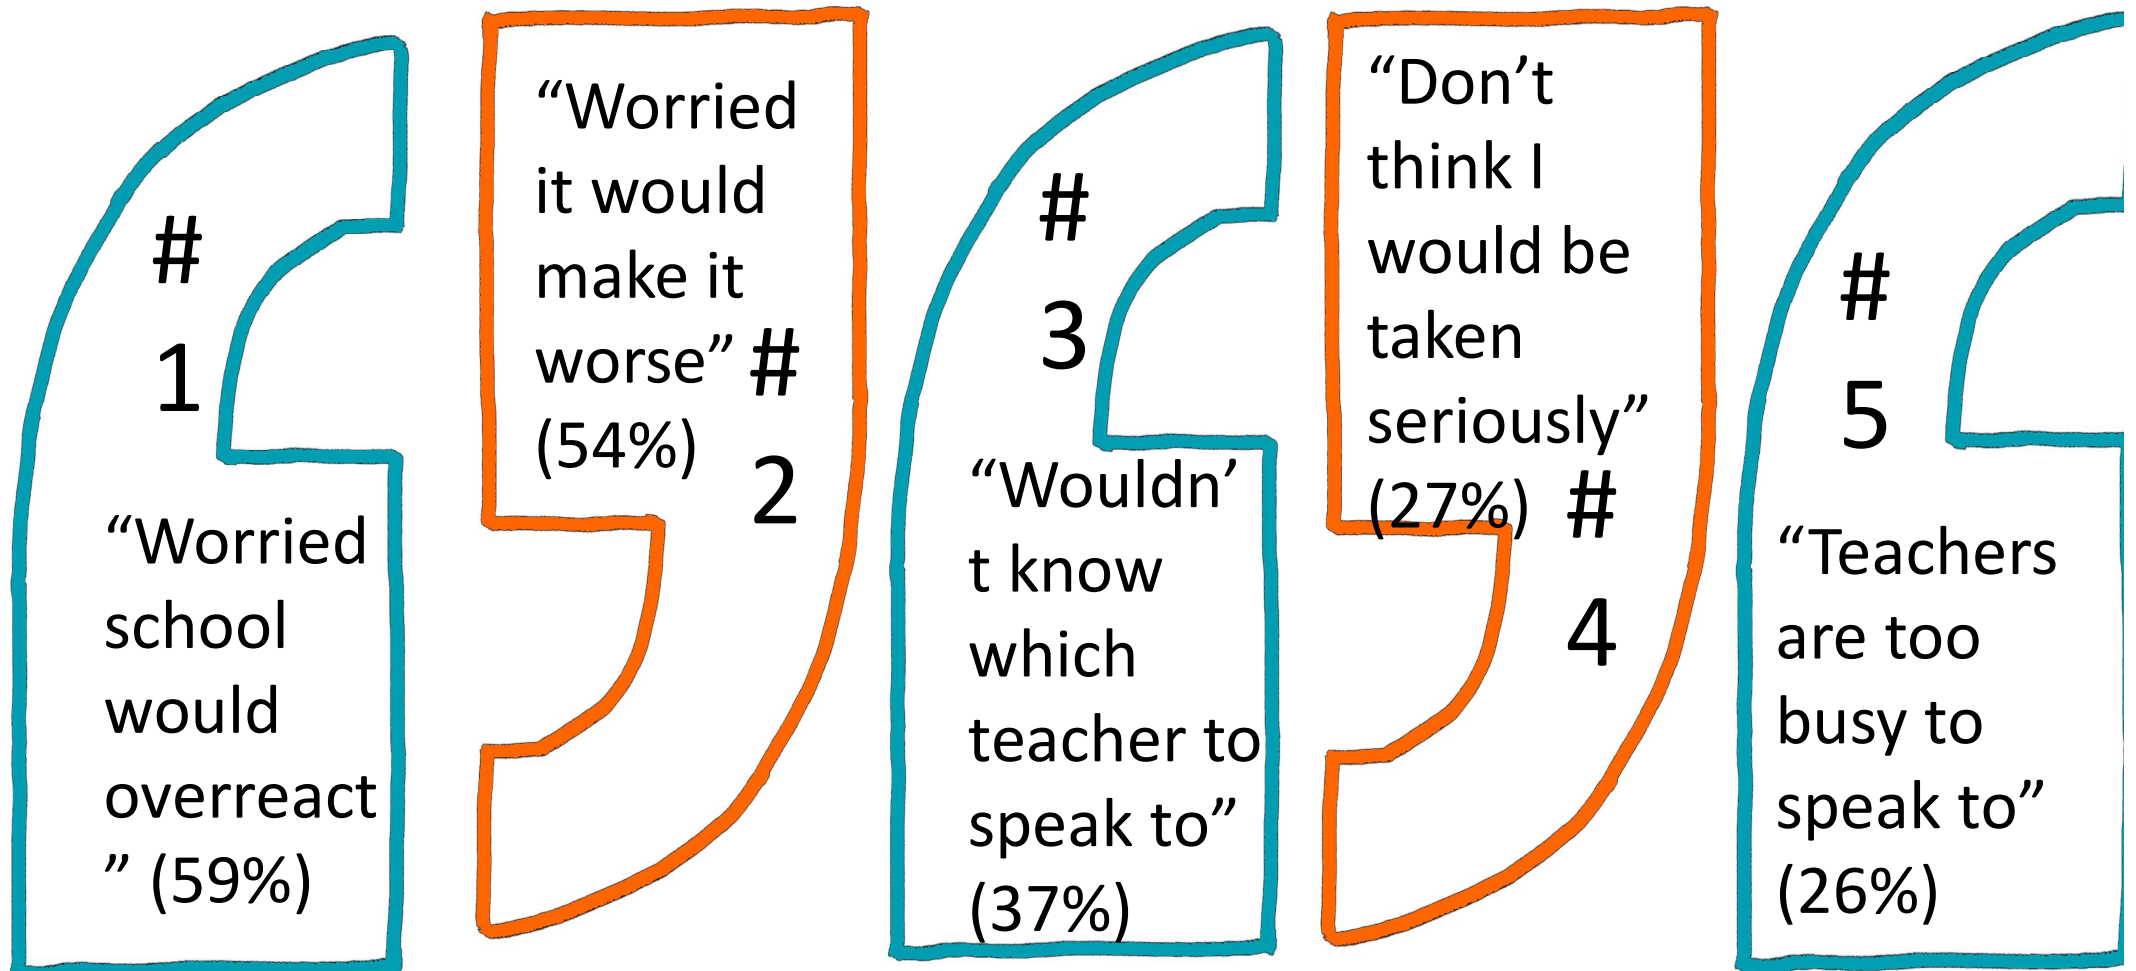 #
1
“Worried
school
would
overreact
” (59%)
“Worried
it would
make it
worse”
(54%)
#
2
#
3
“Wouldn’
t know
which
teacher to
speak to”
(37%)
“Don’t
think I
would be
taken
seriously”
(27%)
#
4
#
5
“Teachers
are too
busy to
speak to”
(26%)